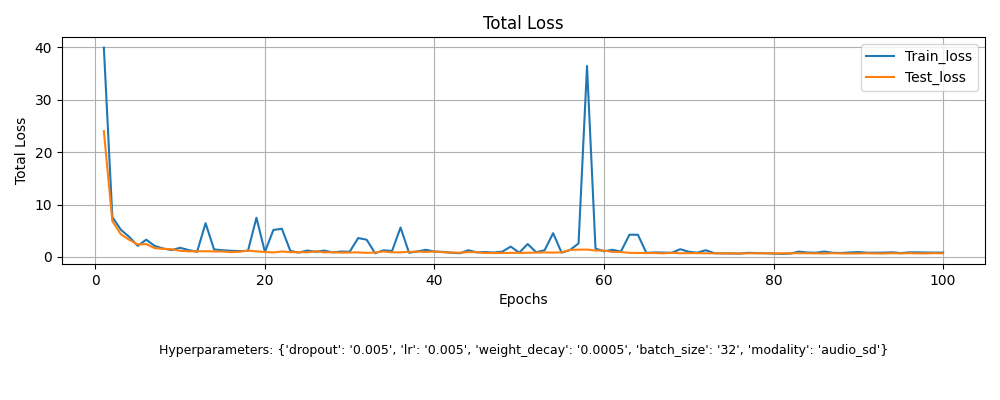 Total Loss
Train_loss
Test_loss
Total Loss
40
30
20
10
0
0 20 40 60 80 100
Epochs
Hyperparameters: {'dropout': '0.005', 'lr': '0.005', 'weight_decay': '0.0005', 'batch_size': '32', 'modality': 'audio_sd'}